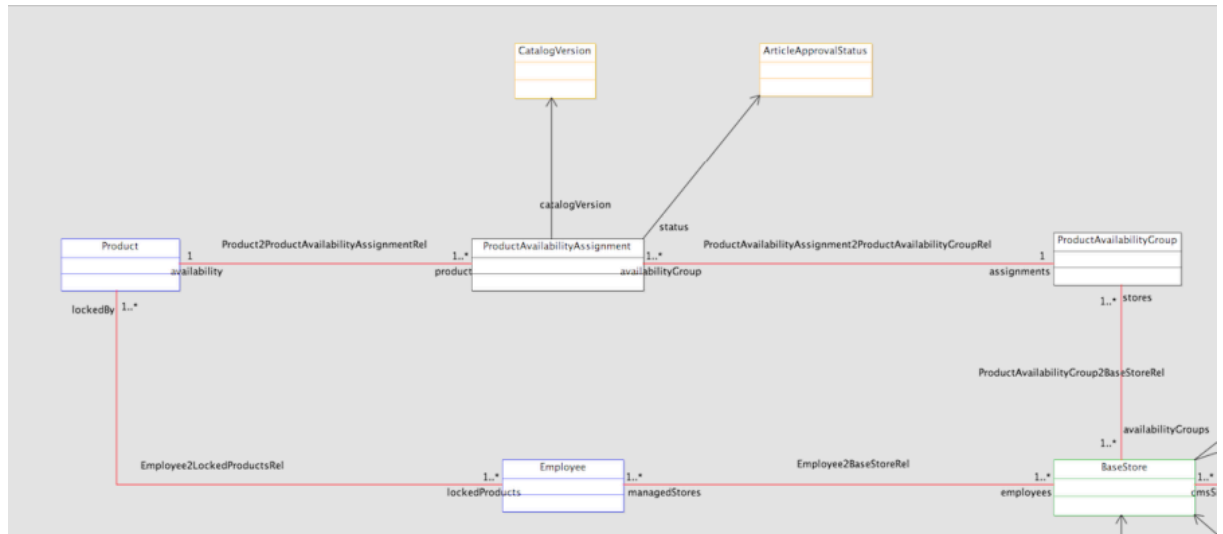 CatalogVersion
ArticleApprovalStatus
catalogVersion
status
Product
Product2ProductAvailabilityAssignmentRel
ProductAvailabilityAssignment
ProductAvailabilityAssignment2ProductAvailabilityGroupRel
ProductAvailabilityGroup
1
1..*
1..*
1
availability
product
availabilityGroup
assignments
lockedBy
1..*
1..*
stores
ProductAvailabilityGroup2BaseStoreRel
availabilityGroups
1..*
Employee2LockedProductsRel
Employee
Employee2BaseStoreRel
BaseStore
1..*
1..*
1..*
1..*
lockedProducts
managedStores
employees